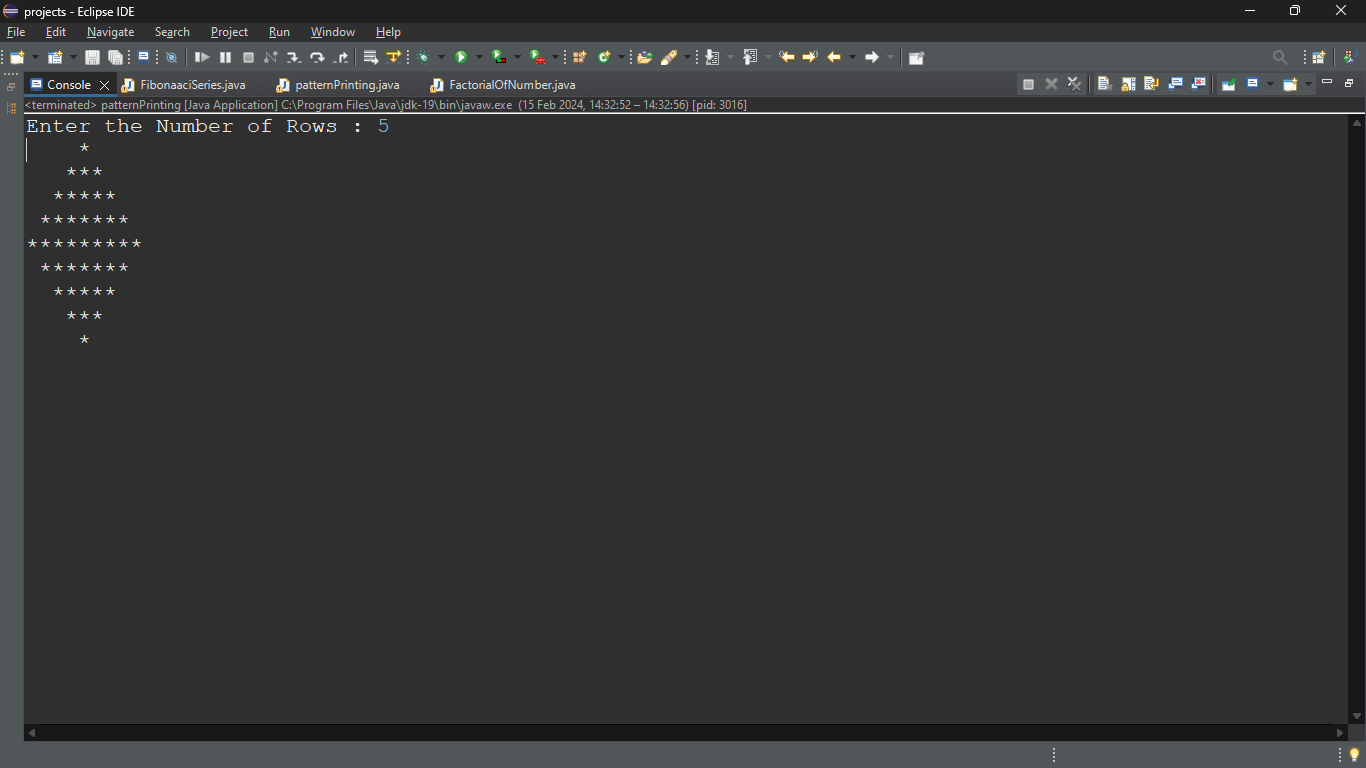 projects - Eclipse IDE
File Edit Navigate Search Project Run Window Help
Console FibonaaciSeries.java patternPrinting.java FactorialOfNumber.java
<terminated> patternPrinting [Java Application] C:\Program Files\Java\jdk-19\bin\javaw.exe (15 Feb 2024, 14:32:52 – 14:32:56) [pid: 3016]
Enter the Number of Rows : 5
    *
   ***
  *****
 *******
*********
 *******
  *****
   ***
    *